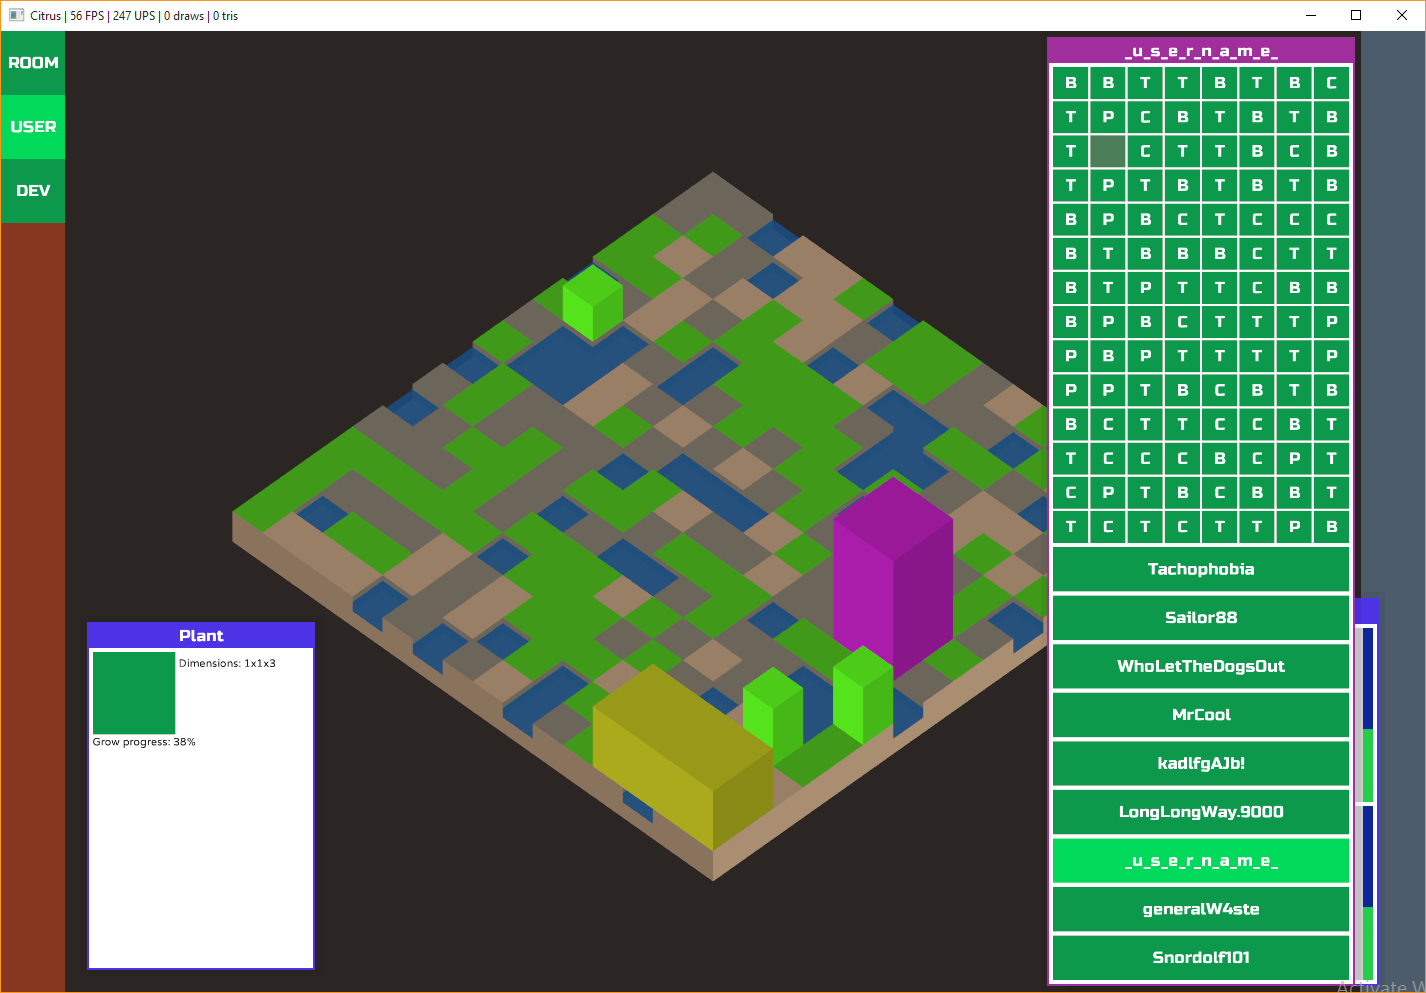 Citrus | 56 FPS | 247 UPS | 0 draws | 0 tris
ROOM
USER
DEV
_u_s_e_r_n_a_m_e_
B B T T B T B C
T P C B T B T B
T C T T B C B
T P T B T B T B
B P B C T C C C
B T B B B C T T
B T P T T C B B
B P B C T T T P
P B P T T T T P
P P T B C B T B
B C T T C C B T
T C C C B C P T
C P T B C B B T
T C T C T T P B
Tachophobia
Sailor88
WhoLetTheDogsOut
MrCool
kadlfgAJb!
LongLongWay.9000
_u_s_e_r_n_a_m_e_
generalW4ste
Snordolf101
Plant
Dimensions: 1x1x3
Grow progress: 38%
Activate W